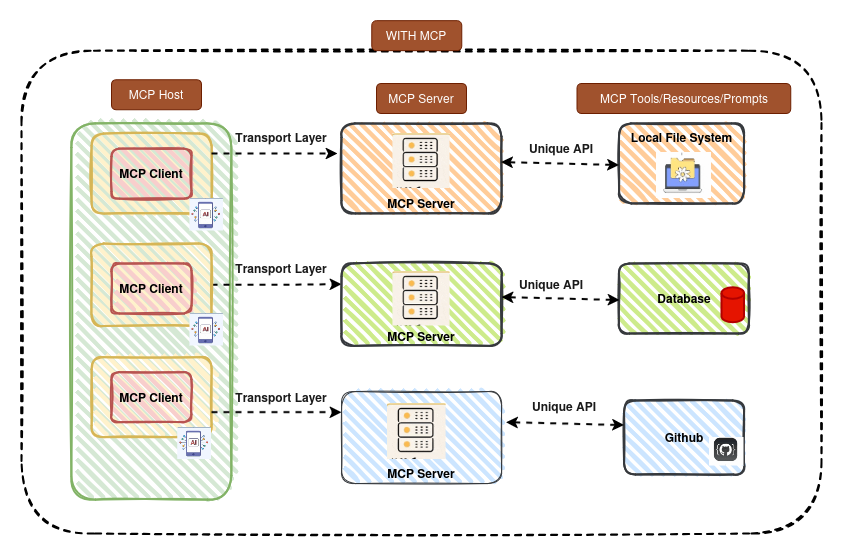 WITH MCP
MCP Host
MCP Server
MCP Tools/Resources/Prompts
MCP Client
AI
Transport Layer
MCP Server
Unique API
Local File System
MCP Client
AI
Transport Layer
MCP Server
Unique API
Database
MCP Client
AI
Transport Layer
MCP Server
Unique API
Github